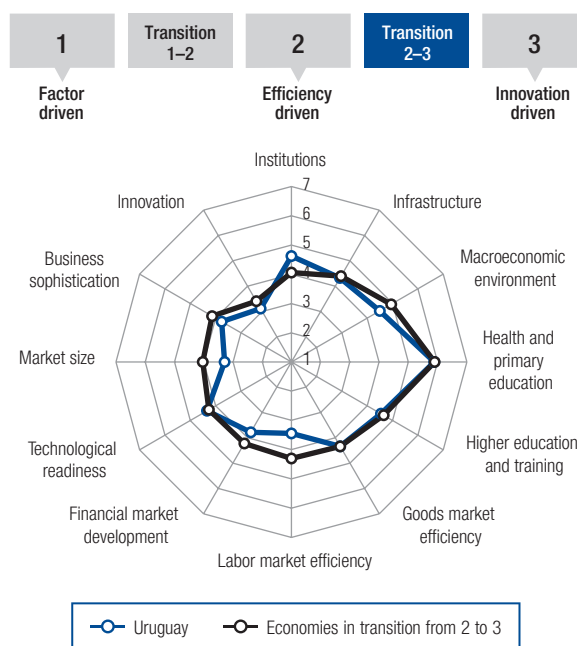 1
Transition
1–2
2
Transition
2–3
3
Factor
driven
Efficiency
driven
Innovation
driven
Institutions
7
Innovation
Infrastructure
6
5
Business
sophistication
Macroeconomic
environment
4
3
2
Market size
1
Health and
primary
education
Technological
readiness
Higher education
and training
Financial market
development
Goods market
efficiency
Labor market efficiency
Uruguay
Economies in transition from 2 to 3